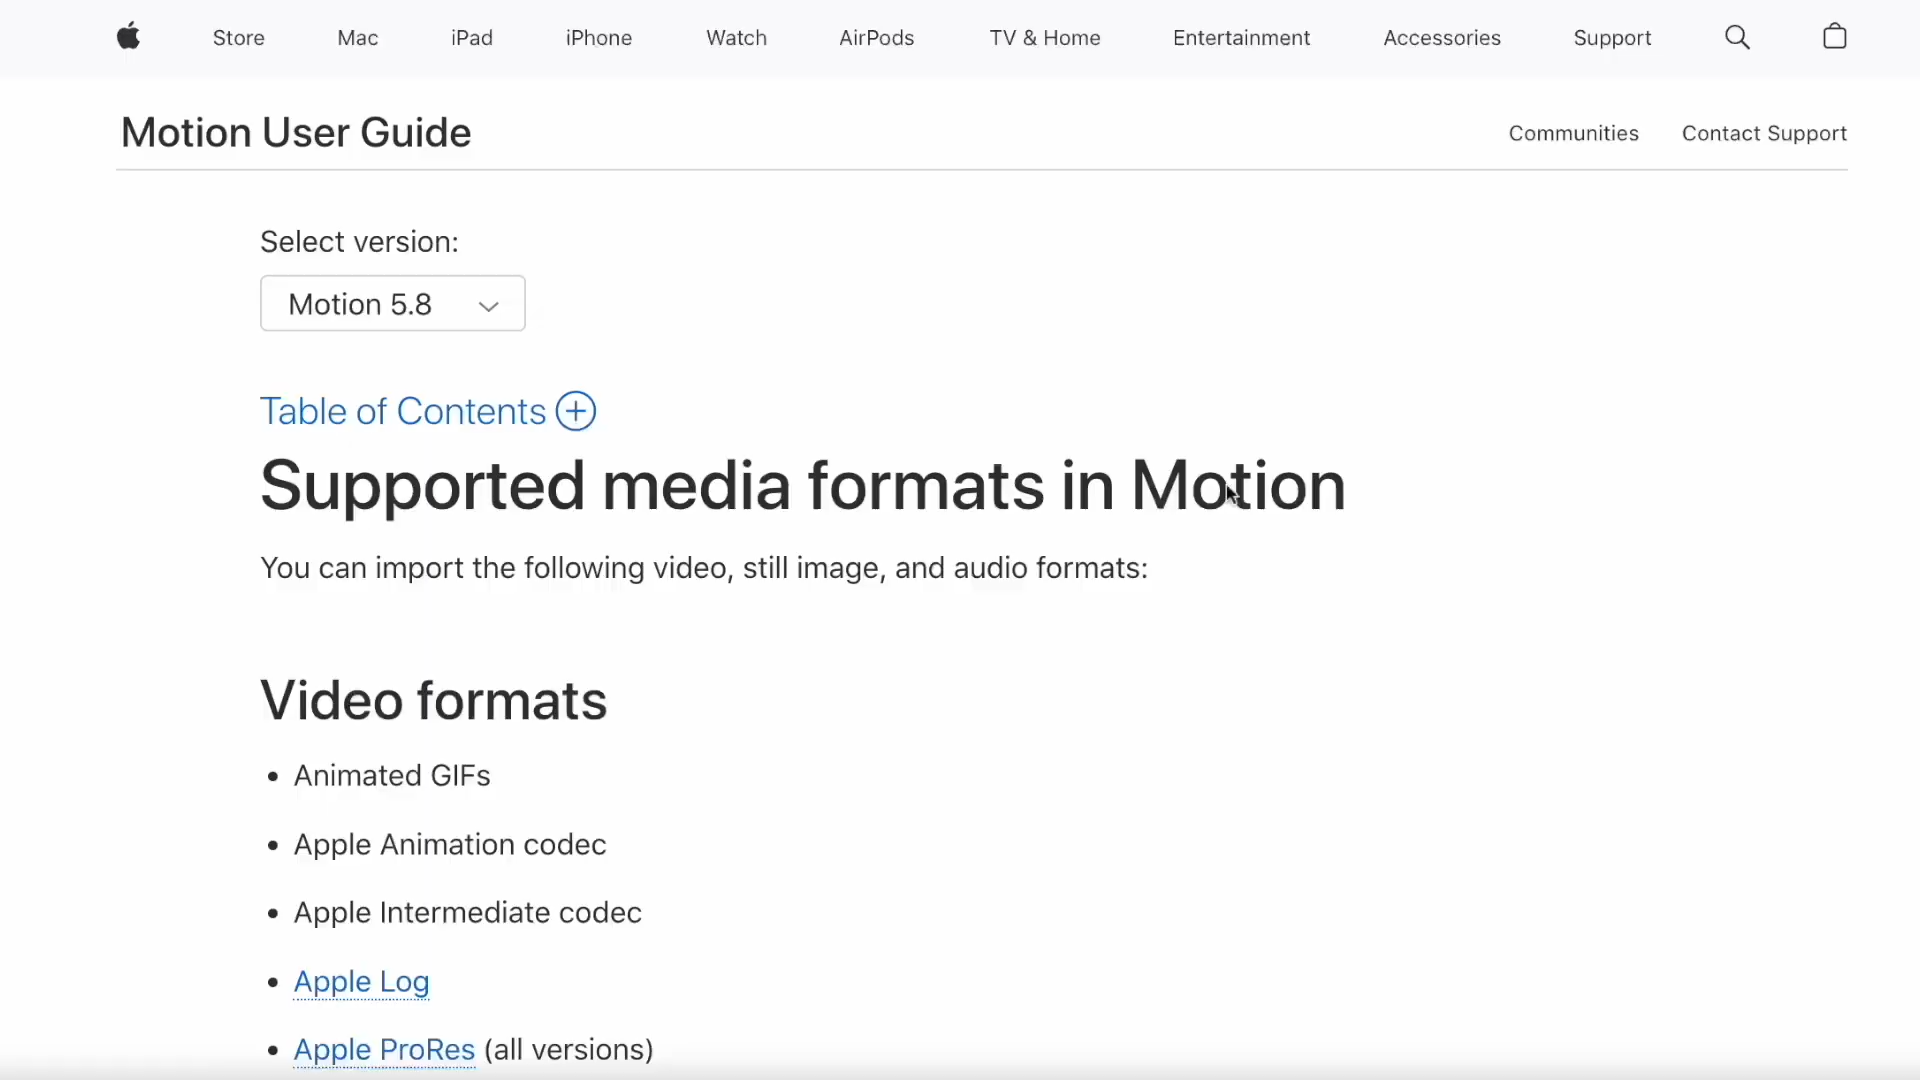 Store Mac iPad iPhone Watch AirPods TV & Home Entertainment Accessories Support
Motion User Guide
Communities Contact Support
Select version:
Motion 5.8
Table of Contents
Supported media formats in Motion
You can import the following video, still image, and audio formats:
Video formats
• Animated GIFs
• Apple Animation codec
• Apple Intermediate codec
• Apple Log
• Apple ProRes (all versions)